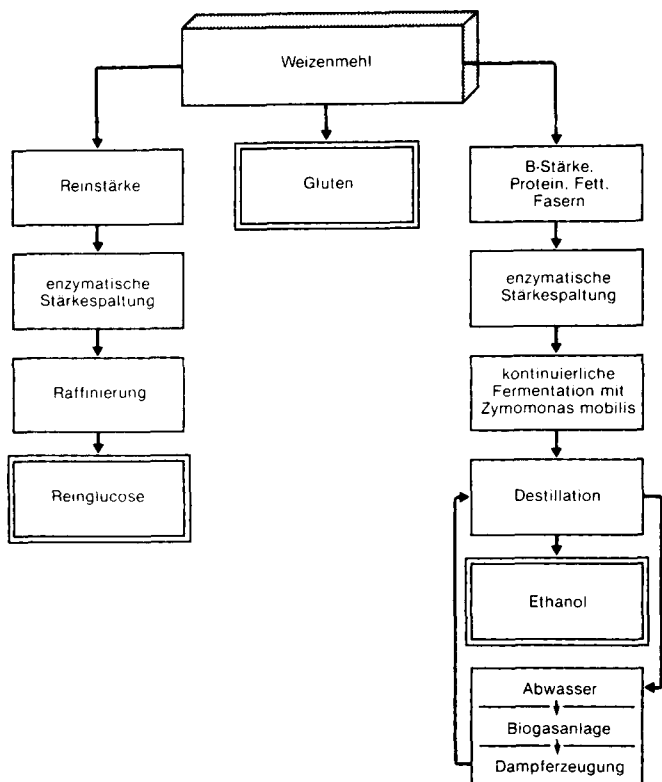 Weizenmehl
Reinstärke
enzymatische
Stärkespaltung
Raffinierung
Reinglucose
Gluten
B-Stärke.
Protein. Fett.
Fasern
enzymatische
Stärkespaltung
kontinuierliche
Fermentation mit
Zymomonas mobilis
Destillation
Ethanol
Abwasser
Biogasanlage
Dampferzeugung